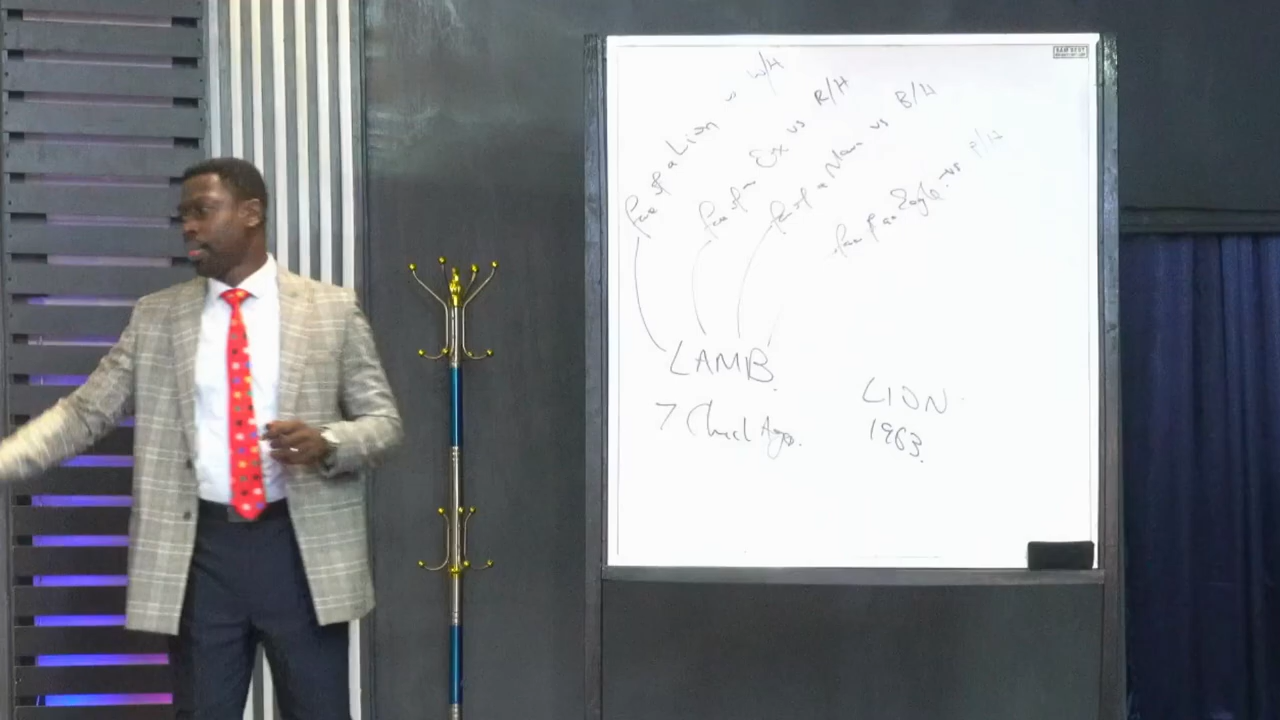 Face of a Lion vs W/H
Face of an Ox vs R/H
Face of a Man vs B/H
Face of an Eagle vs P/H
LAMB.
7 Church Ages.
LION.
1963.